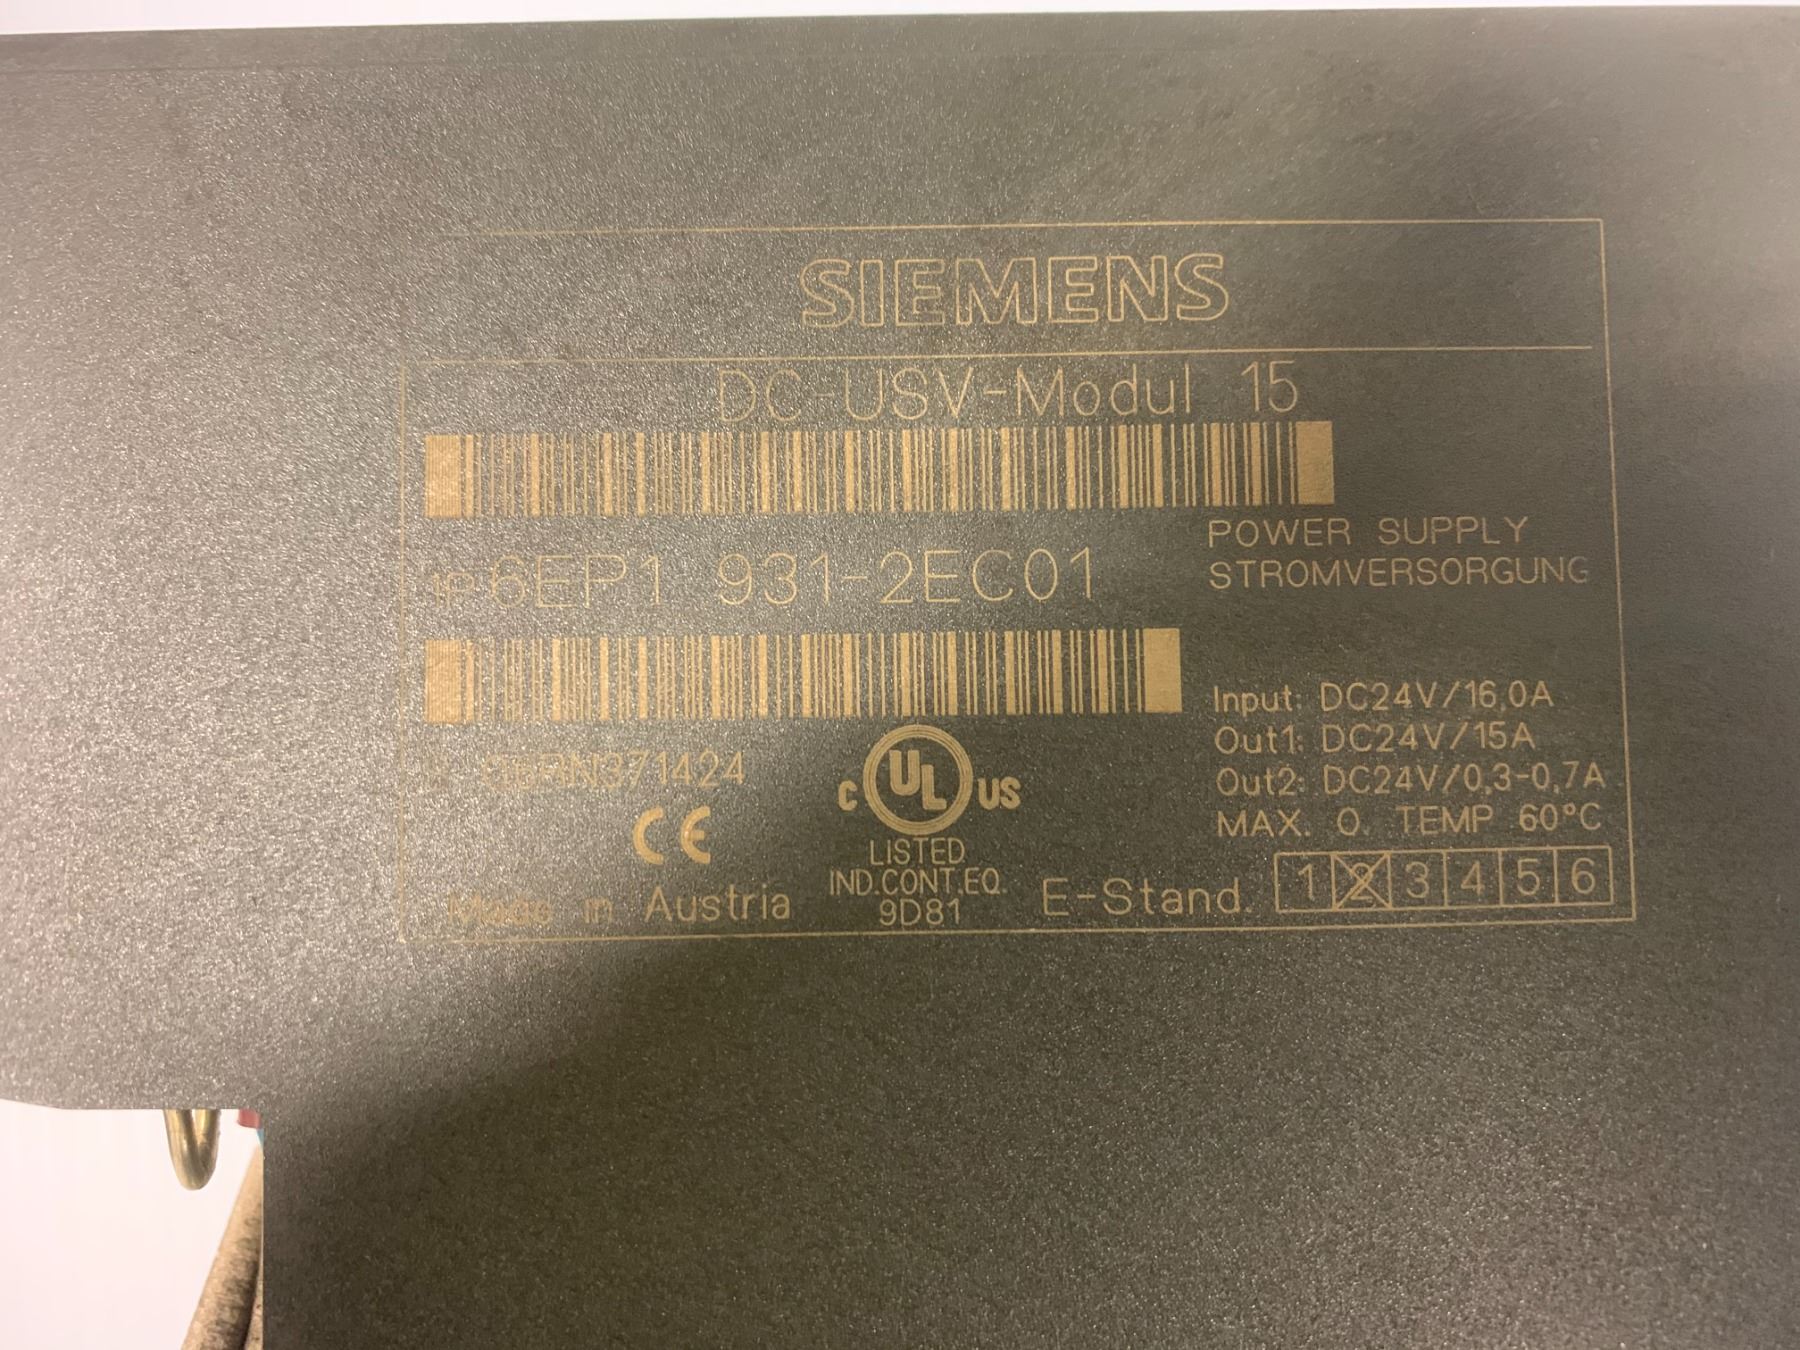 SIEMENS
DC-USV-Modul 15
1P 6EP1 931-2EC01
POWER SUPPLY
STROMVERSORGUNG
Input: DC24V/16,0A
Out1: DC24V/15A
Out2: DC24V/0,3-0,7A
MAX. O. TEMP 60°C
C UL US
LISTED
IND.CONT.EQ.
9D81
CE
Made in Austria
E-Stand. 1 2 3 4 5 6